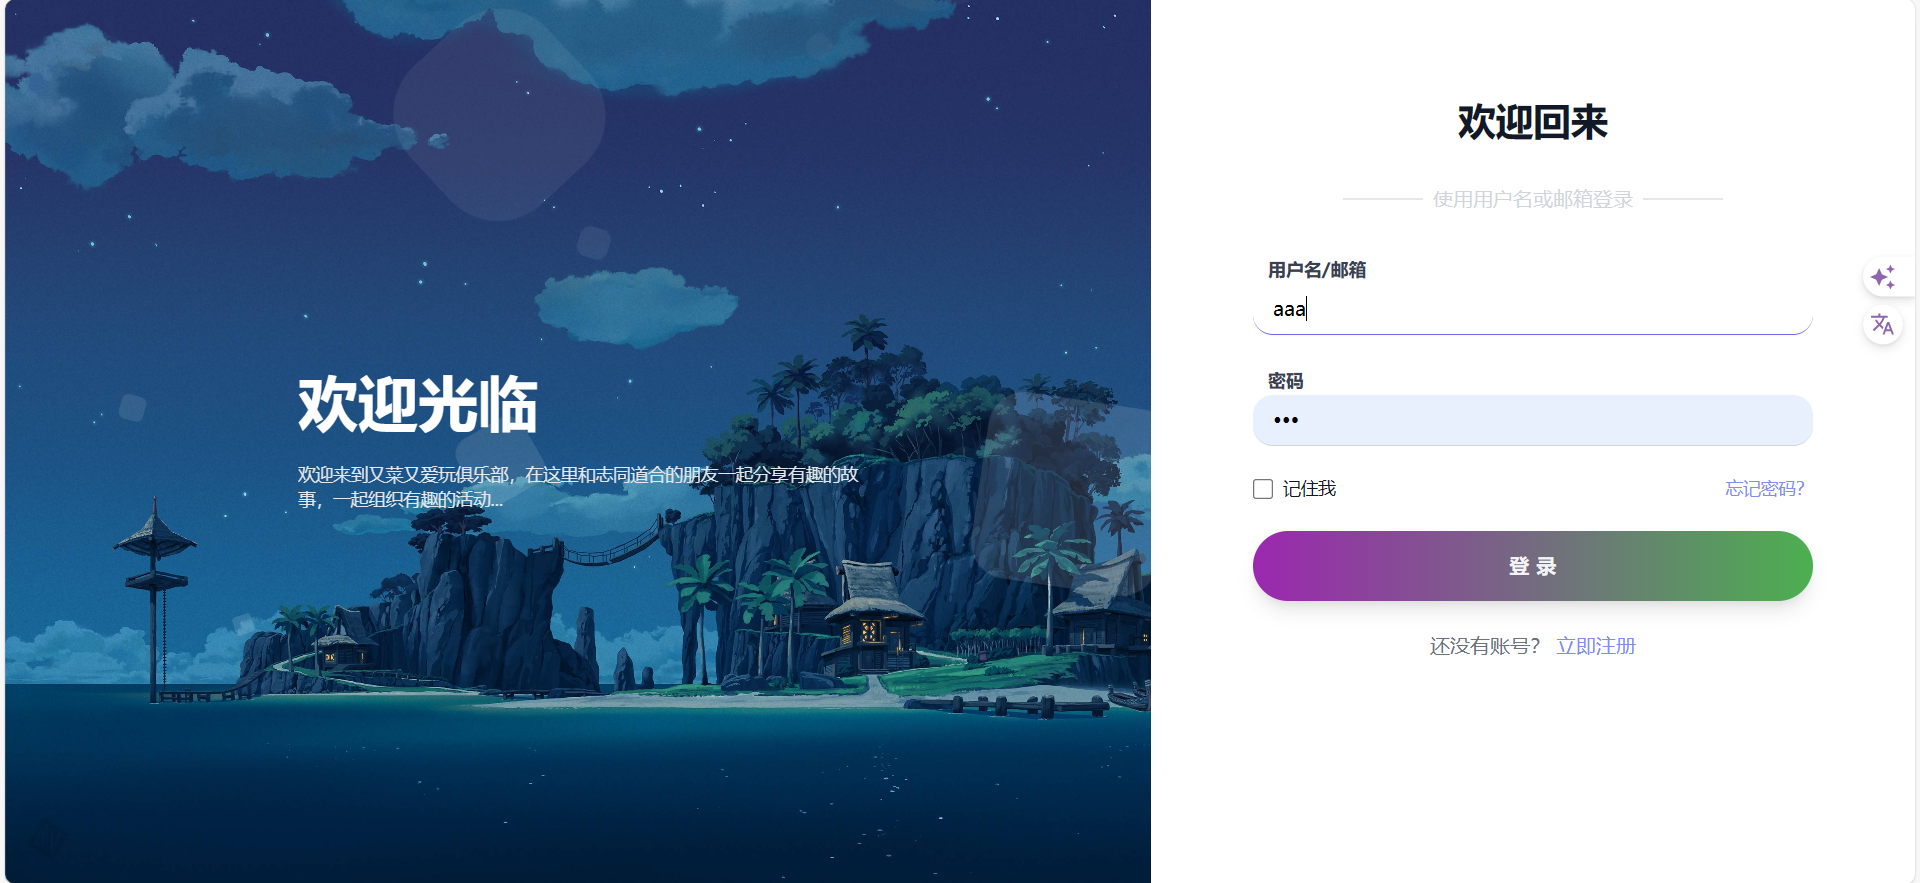 欢迎光临
欢迎来到又菜又爱玩俱乐部，在这里和志同道合的朋友一起分享有趣的故
事，一起组织有趣的活动...
欢迎回来
使用用户名或邮箱登录
用户名/邮箱
aaa
密码
•••
记住我
忘记密码?
登 录
还没有账号？ 立即注册